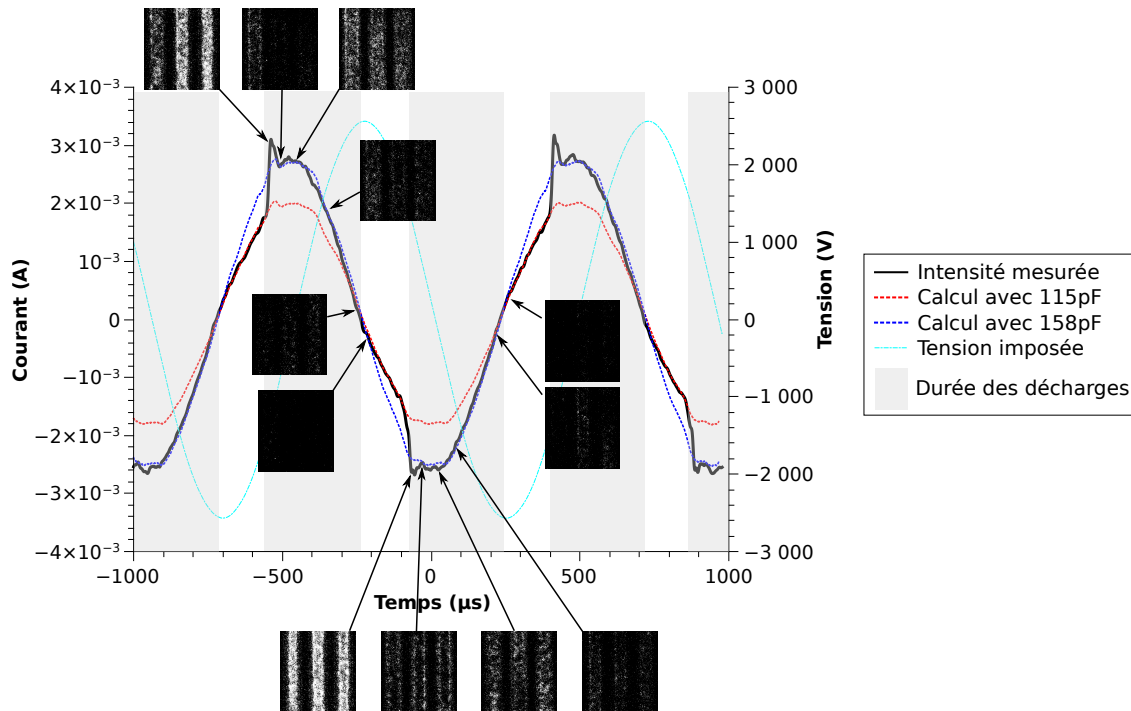 4×10⁻³
3×10⁻³
2×10⁻³
10⁻³
0
−10⁻³
−2×10⁻³
−3×10⁻³
−4×10⁻³
Courant (A)
3 000
2 000
1 000
0
−1 000
−2 000
−3 000
Tension (V)
−1000
−500
0
500
1000
Temps (µs)
Intensité mesurée
Calcul avec 115pF
Calcul avec 158pF
Tension imposée
Durée des décharges